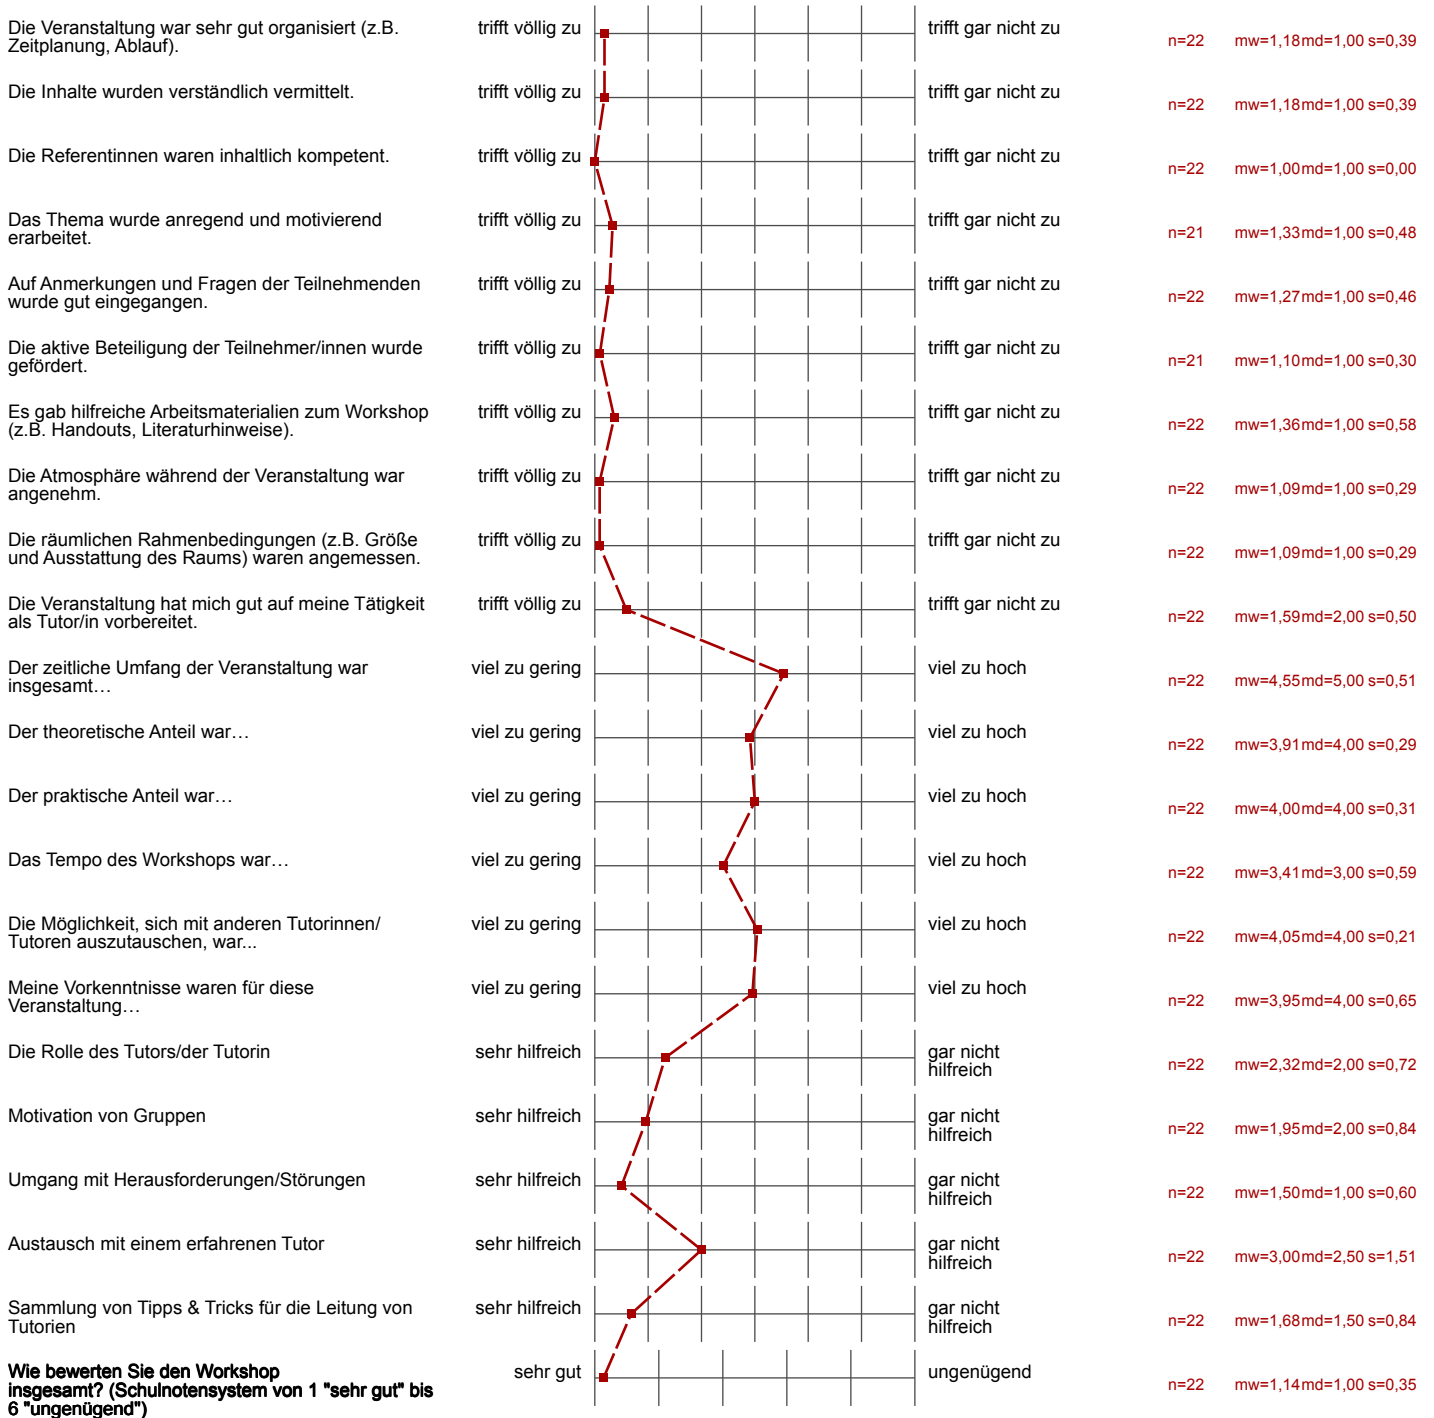 Die Veranstaltung war sehr gut organisiert (z.B.
Zeitplanung, Ablauf).
trifft völlig zu
trifft gar nicht zu
n=22 mw=1,18 md=1,00 s=0,39
Die Inhalte wurden verständlich vermittelt.
trifft völlig zu
trifft gar nicht zu
n=22 mw=1,18 md=1,00 s=0,39
Die Referentinnen waren inhaltlich kompetent.
trifft völlig zu
trifft gar nicht zu
n=22 mw=1,00 md=1,00 s=0,00
Das Thema wurde anregend und motivierend
erarbeitet.
trifft völlig zu
trifft gar nicht zu
n=21 mw=1,33 md=1,00 s=0,48
Auf Anmerkungen und Fragen der Teilnehmenden
wurde gut eingegangen.
trifft völlig zu
trifft gar nicht zu
n=22 mw=1,27 md=1,00 s=0,46
Die aktive Beteiligung der Teilnehmer/innen wurde
gefördert.
trifft völlig zu
trifft gar nicht zu
n=21 mw=1,10 md=1,00 s=0,30
Es gab hilfreiche Arbeitsmaterialien zum Workshop
(z.B. Handouts, Literaturhinweise).
trifft völlig zu
trifft gar nicht zu
n=22 mw=1,36 md=1,00 s=0,58
Die Atmosphäre während der Veranstaltung war
angenehm.
trifft völlig zu
trifft gar nicht zu
n=22 mw=1,09 md=1,00 s=0,29
Die räumlichen Rahmenbedingungen (z.B. Größe
und Ausstattung des Raums) waren angemessen.
trifft völlig zu
trifft gar nicht zu
n=22 mw=1,09 md=1,00 s=0,29
Die Veranstaltung hat mich gut auf meine Tätigkeit
als Tutor/in vorbereitet.
trifft völlig zu
trifft gar nicht zu
n=22 mw=1,59 md=2,00 s=0,50
Der zeitliche Umfang der Veranstaltung war
insgesamt…
viel zu gering
viel zu hoch
n=22 mw=4,55 md=5,00 s=0,51
Der theoretische Anteil war…
viel zu gering
viel zu hoch
n=22 mw=3,91 md=4,00 s=0,29
Der praktische Anteil war…
viel zu gering
viel zu hoch
n=22 mw=4,00 md=4,00 s=0,31
Das Tempo des Workshops war…
viel zu gering
viel zu hoch
n=22 mw=3,41 md=3,00 s=0,59
Die Möglichkeit, sich mit anderen Tutorinnen/
Tutoren auszutauschen, war...
viel zu gering
viel zu hoch
n=22 mw=4,05 md=4,00 s=0,21
Meine Vorkenntnisse waren für diese
Veranstaltung…
viel zu gering
viel zu hoch
n=22 mw=3,95 md=4,00 s=0,65
Die Rolle des Tutors/der Tutorin
sehr hilfreich
gar nicht
hilfreich
n=22 mw=2,32 md=2,00 s=0,72
Motivation von Gruppen
sehr hilfreich
gar nicht
hilfreich
n=22 mw=1,95 md=2,00 s=0,84
Umgang mit Herausforderungen/Störungen
sehr hilfreich
gar nicht
hilfreich
n=22 mw=1,50 md=1,00 s=0,60
Austausch mit einem erfahrenen Tutor
sehr hilfreich
gar nicht
hilfreich
n=22 mw=3,00 md=2,50 s=1,51
Sammlung von Tipps & Tricks für die Leitung von
Tutorien
sehr hilfreich
gar nicht
hilfreich
n=22 mw=1,68 md=1,50 s=0,84
Wie bewerten Sie den Workshop
insgesamt? (Schulnotensystem von 1 "sehr gut" bis
6 "ungenügend")
sehr gut
ungenügend
n=22 mw=1,14 md=1,00 s=0,35